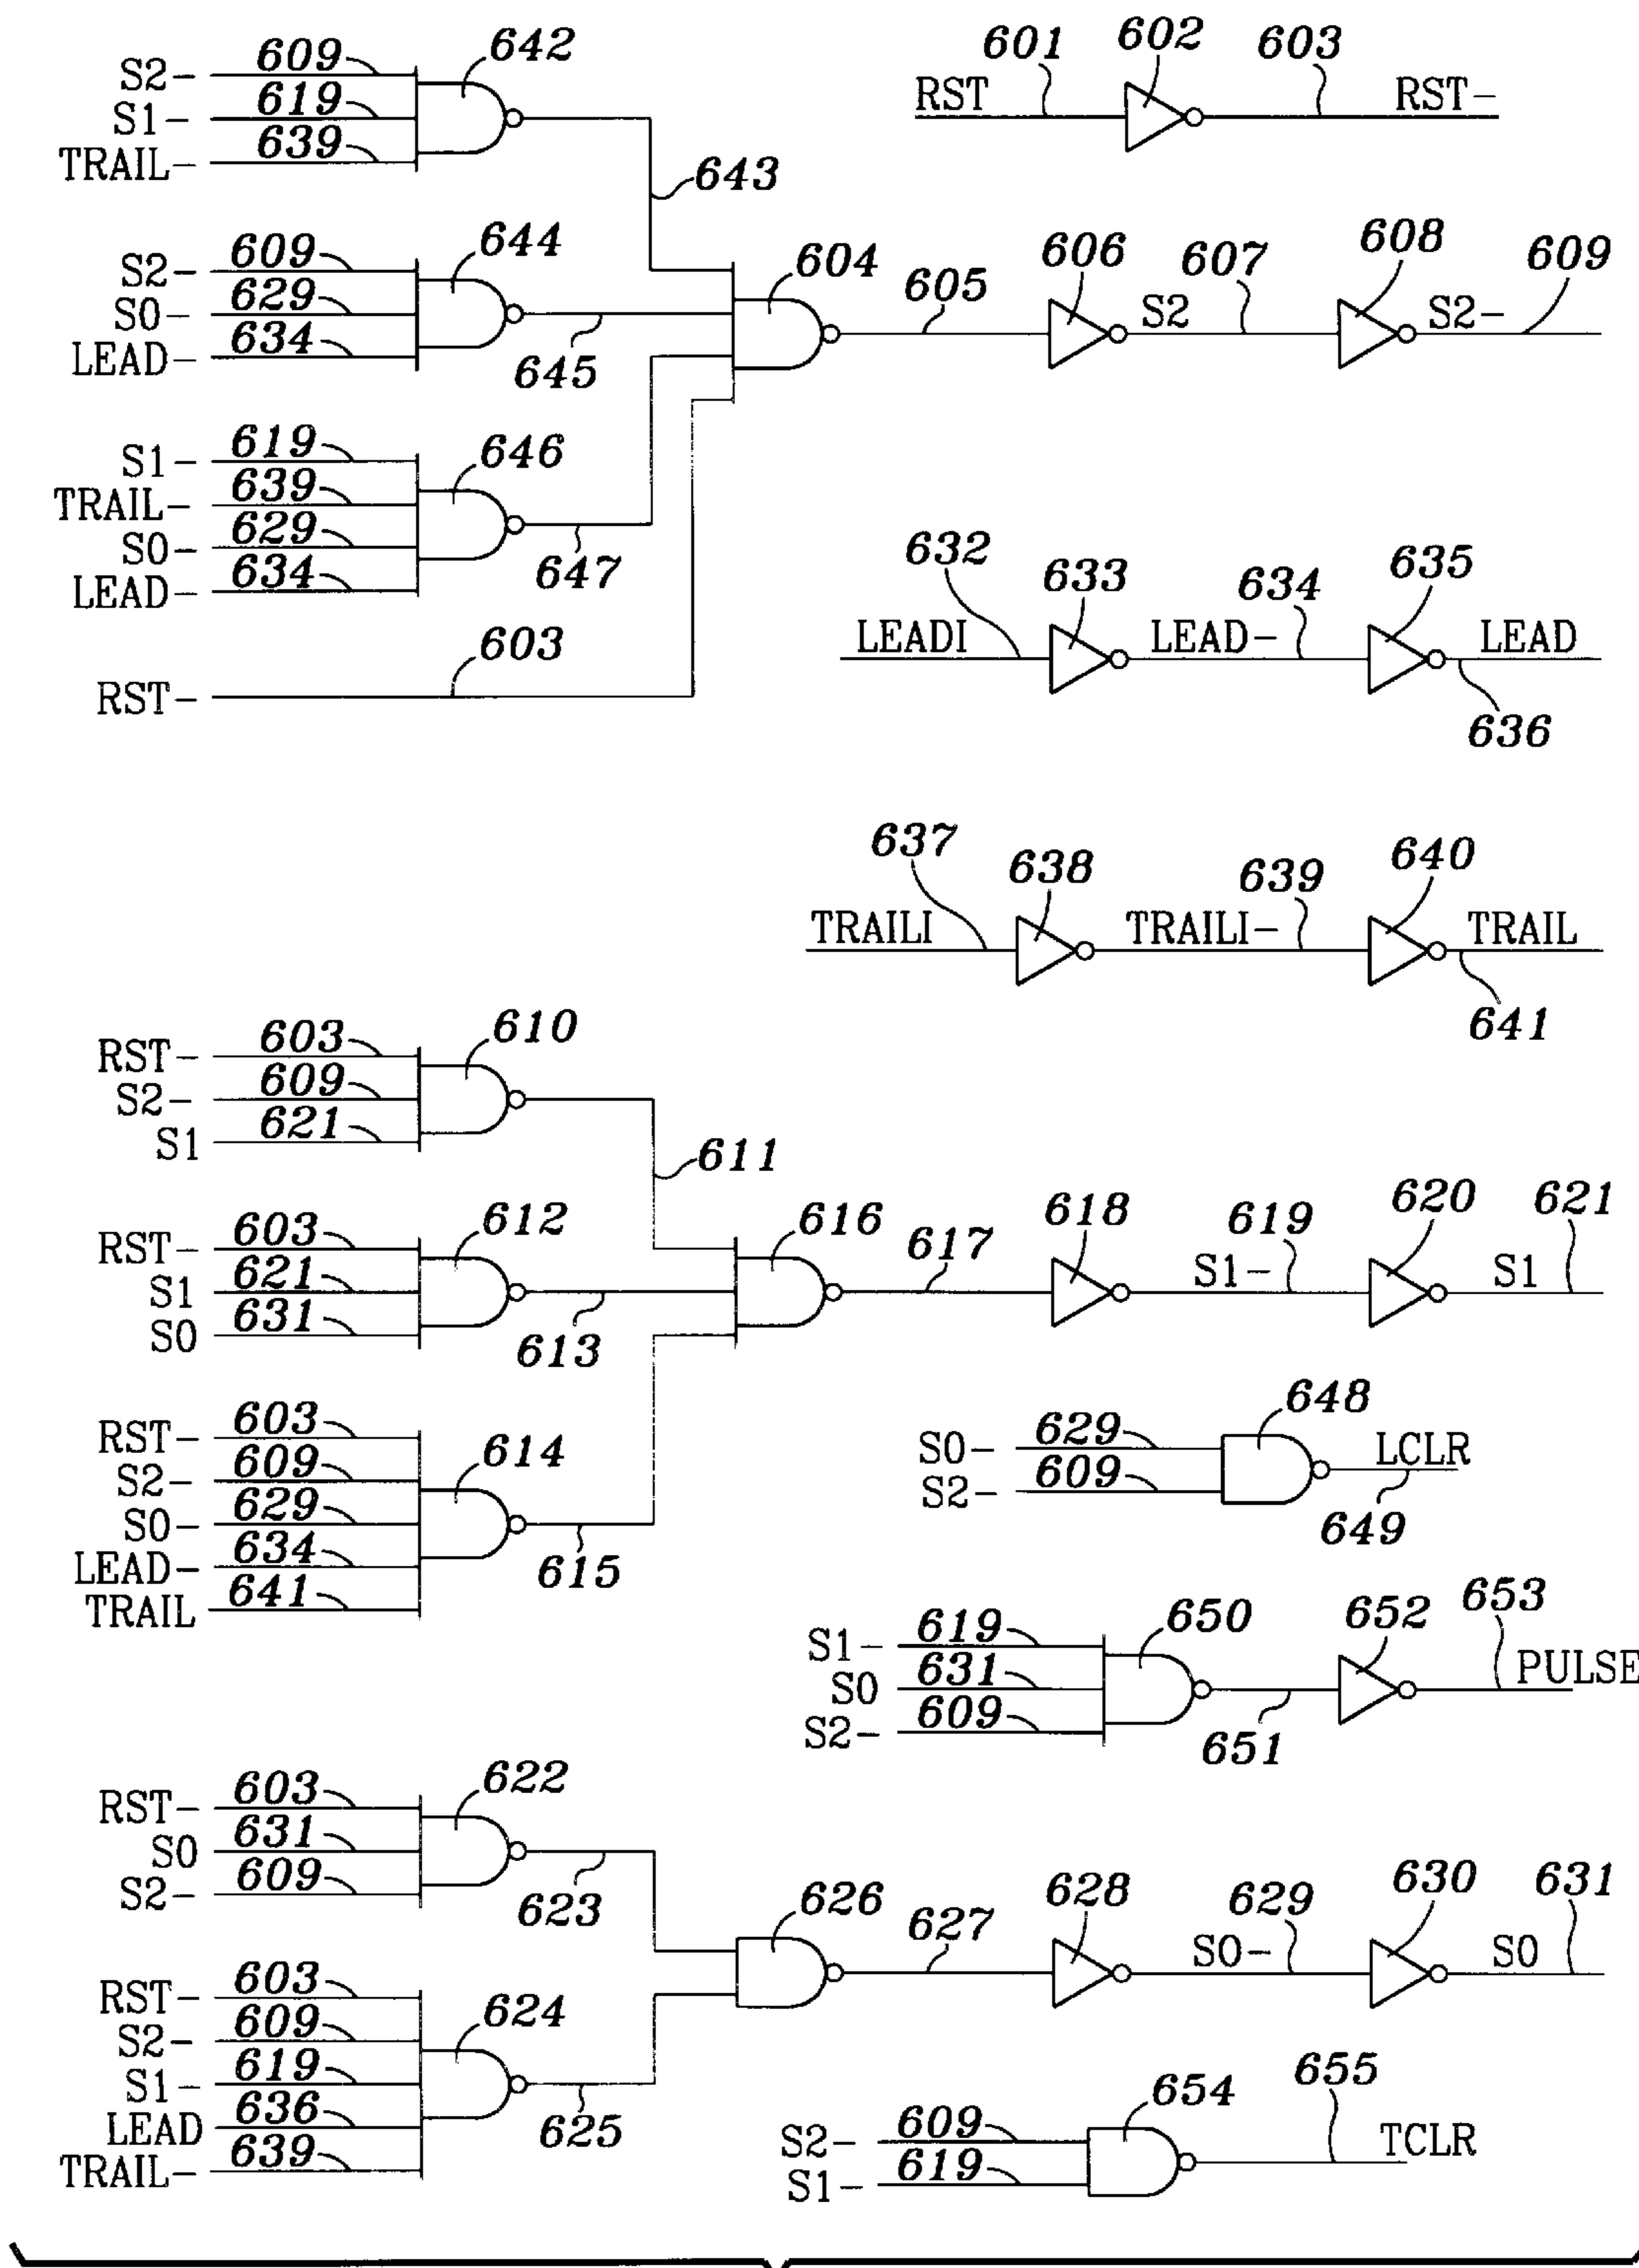 S2- 609 642
S1- 619
TRAIL- 639
643
601 602 603
RST RST-
S2- 609 644
S0- 629
LEAD- 634
645
604 605 606 S2 607 608 S2- 609
S1- 619 646
TRAIL- 639
S0- 629
LEAD- 634
647
RST- 603
632 633 634 635
LEADI LEAD- LEAD
636
637 638 639 640
TRAILI TRAILI- TRAIL
641
RST- 603 610
S2- 609
S1 621
611
RST- 603 612
S1 621
S0 631
613
616 617 618 S1- 619 620 S1 621
RST- 603 614
S2- 609
S0- 629
LEAD- 634
TRAIL 641
615
S0- 629 648 LCLR
S2- 609 649
S1- 619 650 652 653 PULSE
S0 631
S2- 609 651
RST- 603 622
S0 631
S2- 609
623
626 627 628 S0- 629 630 S0 631
RST- 603 624
S2- 609
S1- 619
LEAD 636
TRAIL- 639
625
S2- 609 654 655 TCLR
S1- 619